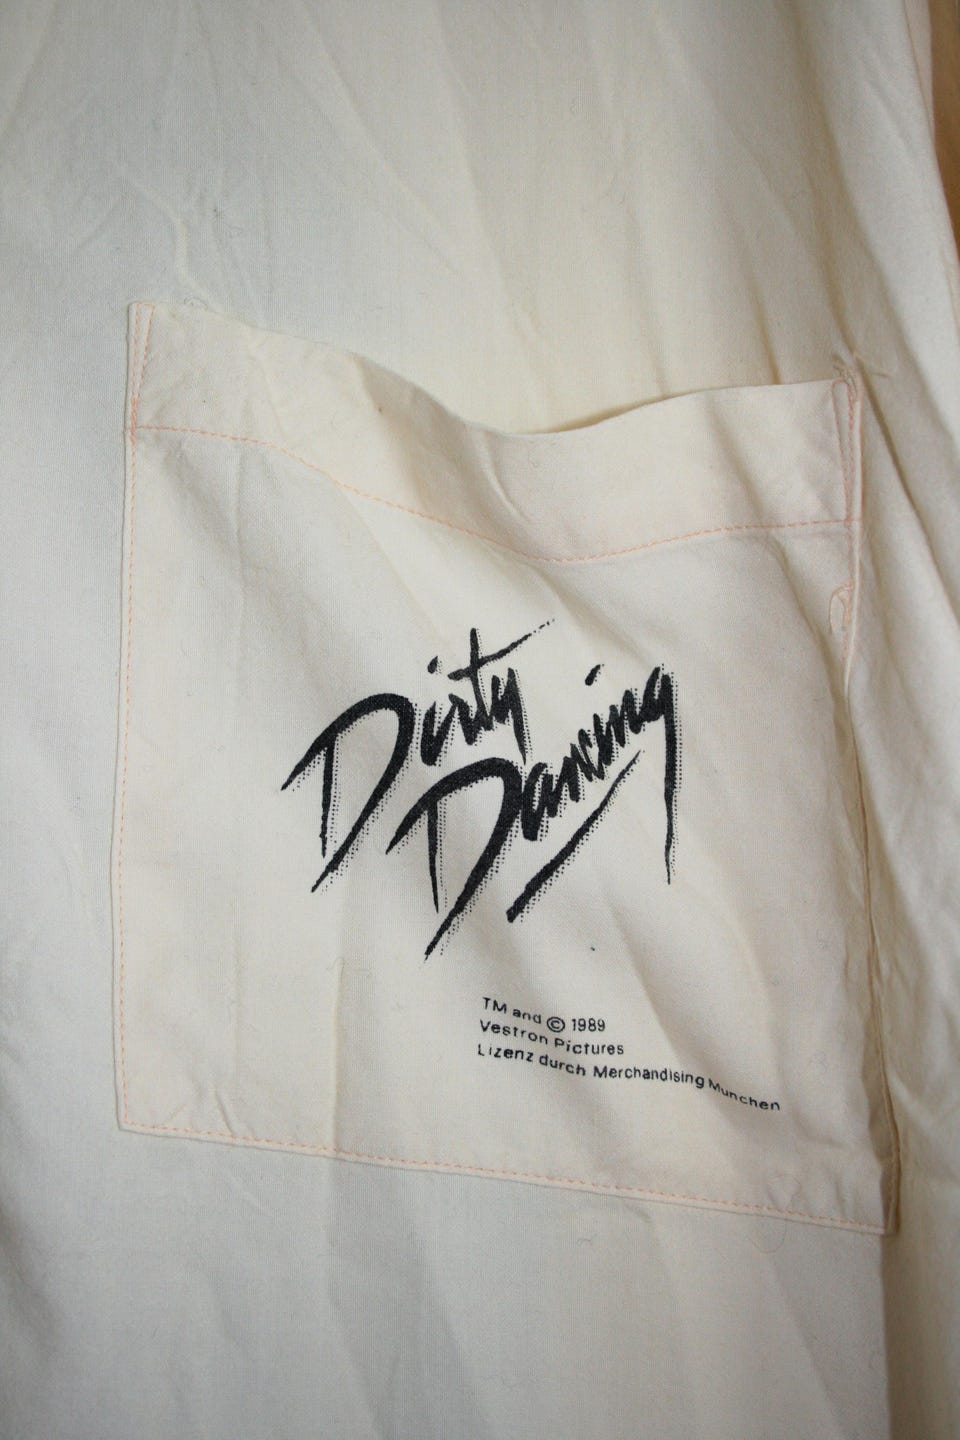 Dirty
Dancing
TM and © 1989
Vestron Pictures
Lizenz durch Merchandising Munchen